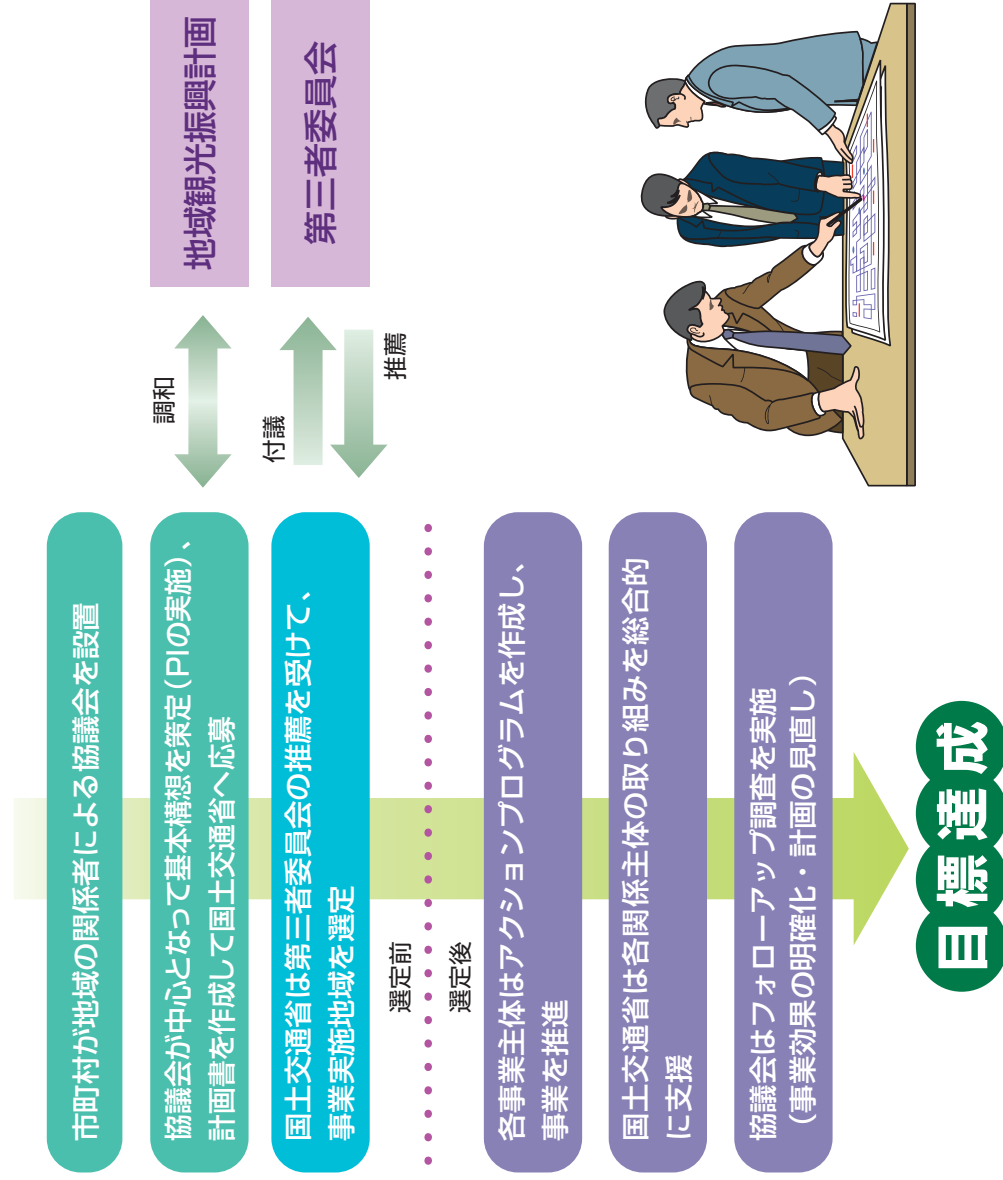 市町村が地域の関係者による協議会を設置
協議会が中心となって基本構想を策定（PIの実施）、
計画書を作成して国土交通省へ応募
調和
地域観光振興計画
国土交通省は第三者委員会の推薦を受けて、
事業実施地域を選定
付議
推薦
第三者委員会
選定前
選定後
各事業主体はアクションプログラムを作成し、
事業を推進
国土交通省は各関係主体の取り組みを総合的
に支援
協議会はフォローアップ調査を実施
（事業効果の明確化・計画の見直し）
目標達成